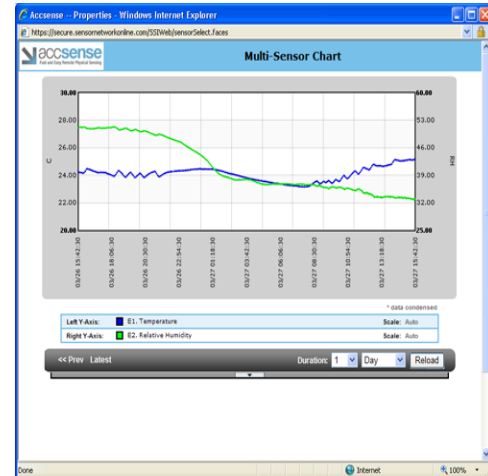 Accsense -- Properties - Windows Internet Explorer
https://secure.sensornetworkonline.com/SSIWeb/sensorSelect.faces
accsense
Fast and Easy Remote Physical Sensing
Multi-Sensor Chart
30.00
28.00
26.00
24.00
22.00
20.00
C
60.00
53.00
46.00
39.00
32.00
25.00
RH
03/26 15:42:30
03/26 18:06:30
03/26 20:30:30
03/26 22:54:30
03/27 01:18:30
03/27 03:42:30
03/27 06:06:30
03/27 08:30:30
03/27 10:54:30
03/27 13:18:30
03/27 15:42:30
* data condensed
Left Y-Axis: E1. Temperature Scale: Auto
Right Y-Axis: E2. Relative Humidity Scale: Auto
<< Prev Latest Duration: 1 Day Reload
Done Internet 100%